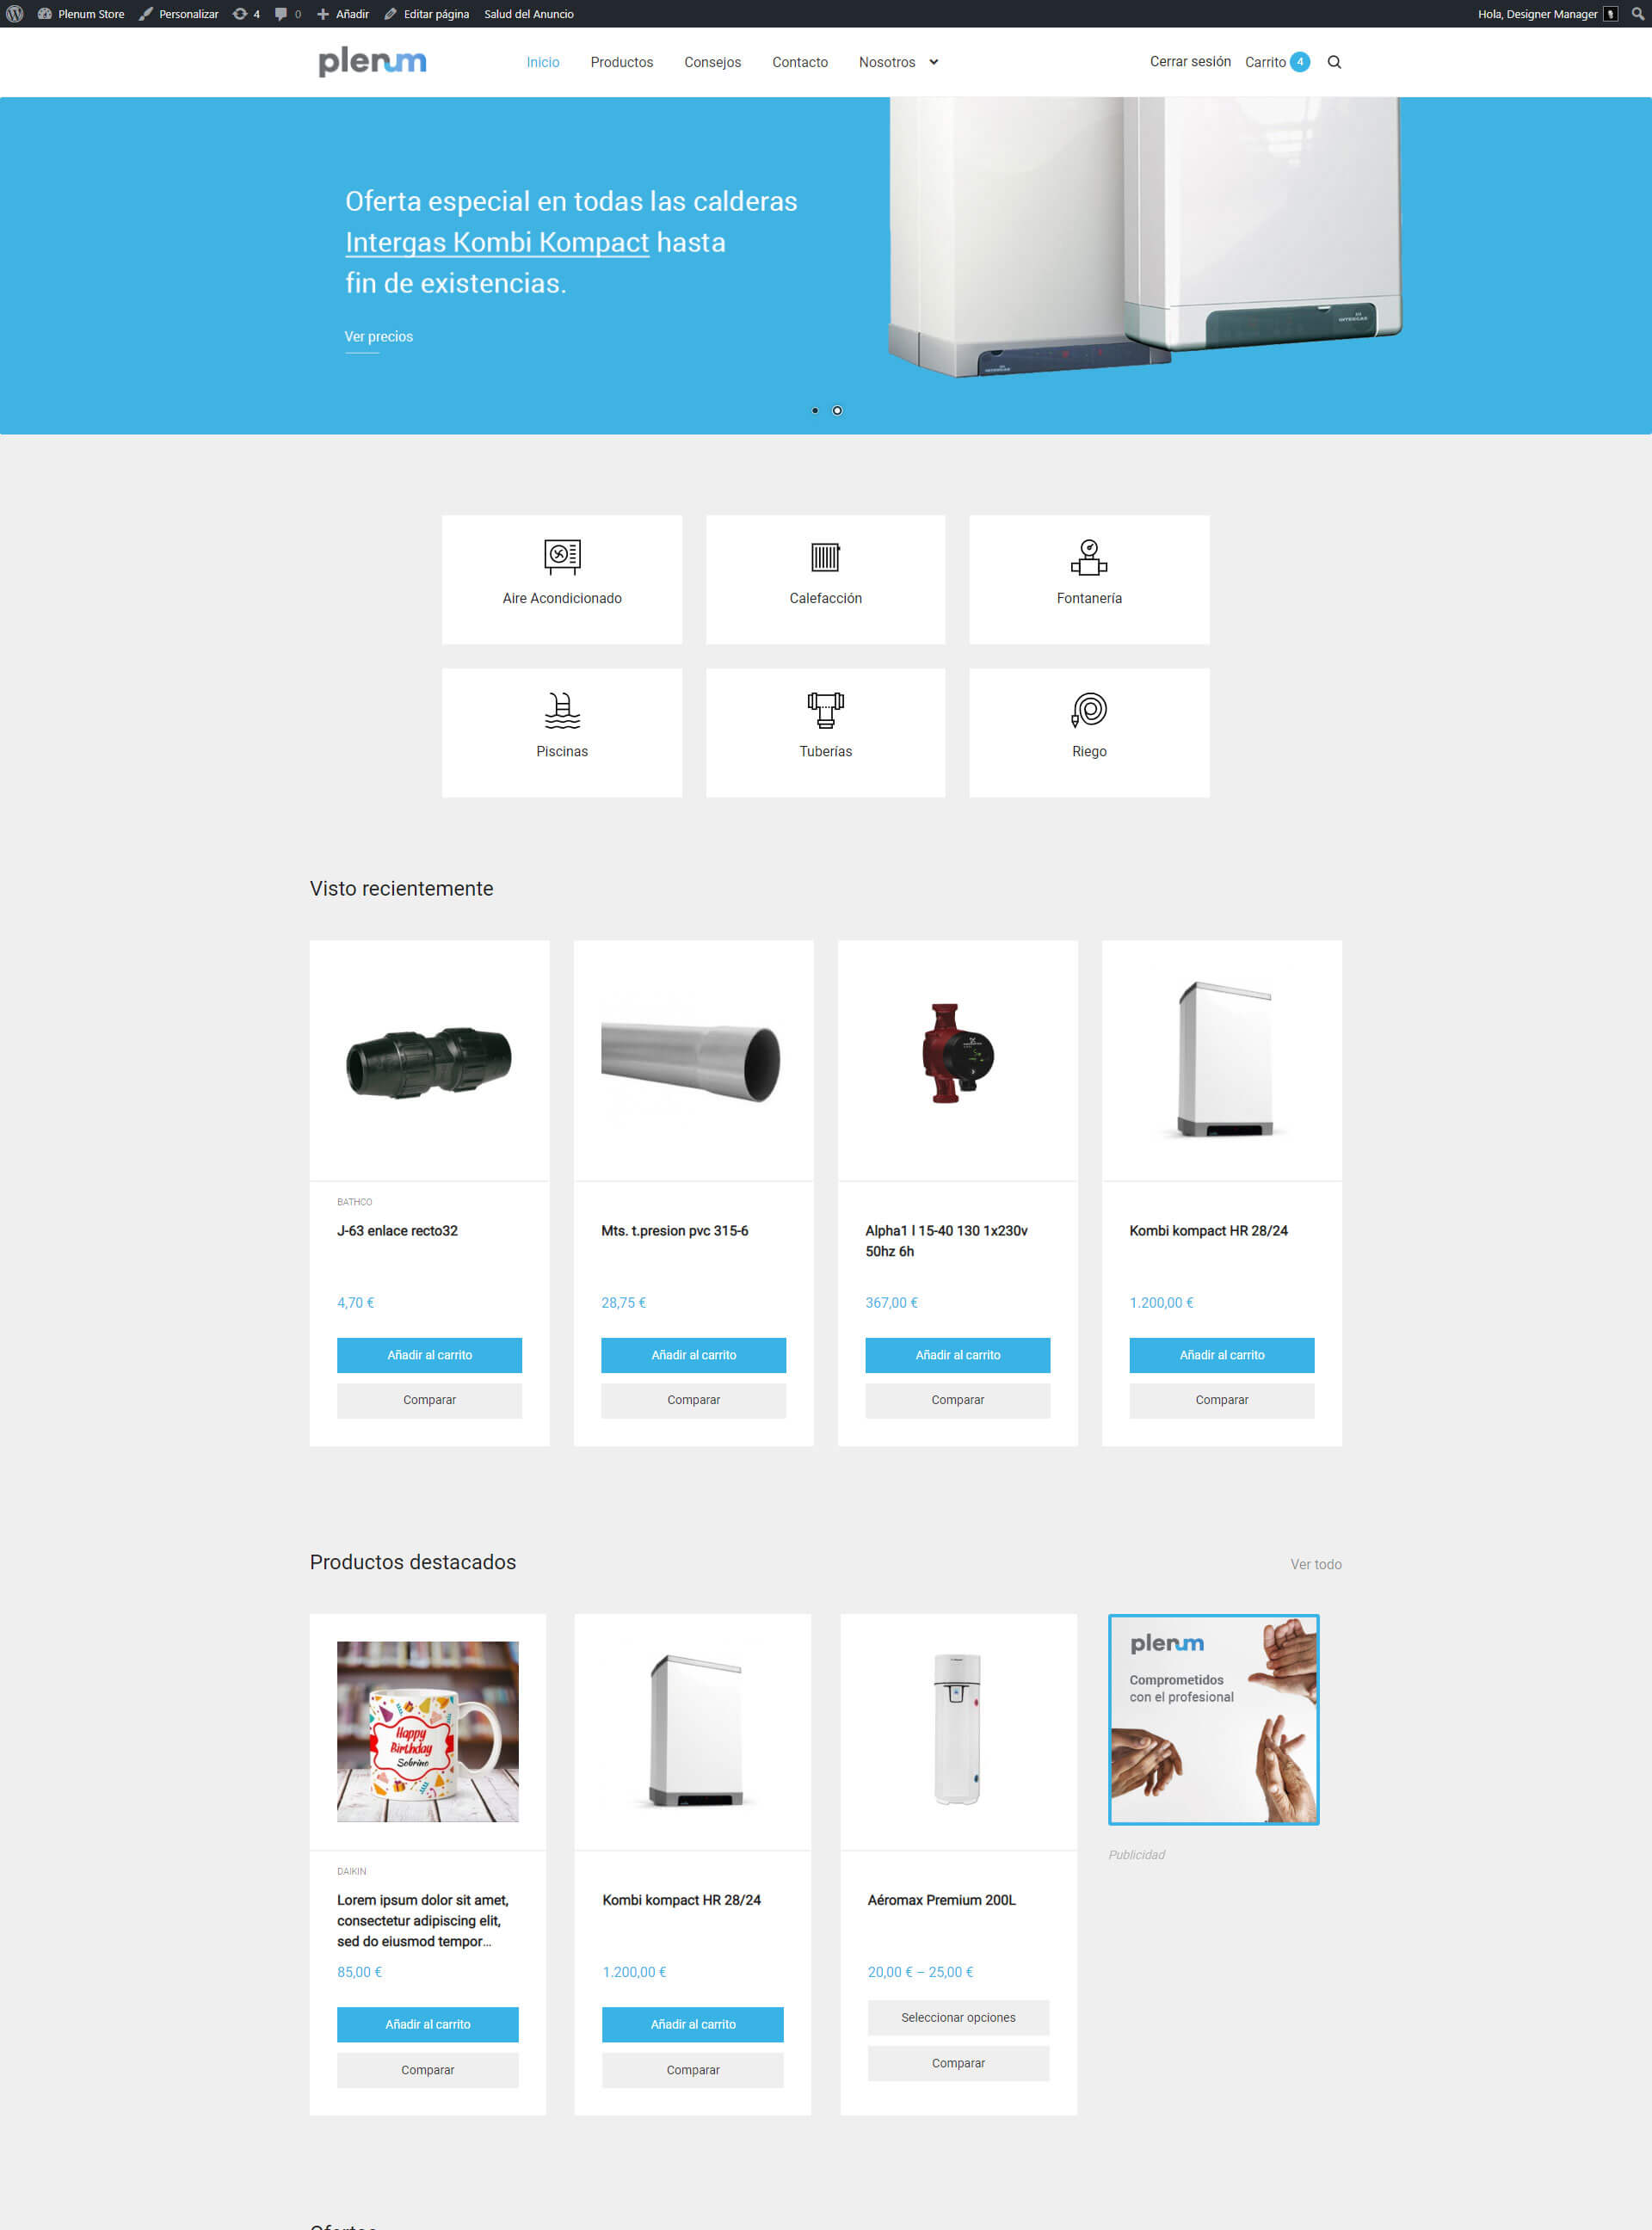 Plenum Store Personalizar 4 0 Añadir Editar página Salud del Anuncio Hola, Designer Manager
plenum Inicio Productos Consejos Contacto Nosotros Cerrar sesión Carrito 4
Oferta especial en todas las calderas
Intergas Kombi Kompact hasta
fin de existencias.
Ver precios
Aire Acondicionado Calefacción Fontanería
Piscinas Tuberías Riego
Visto recientemente
BATHCO
J-63 enlace recto32
4,70 €
Añadir al carrito
Comparar
Mts. t.presion pvc 315-6
28,75 €
Añadir al carrito
Comparar
Alpha1 l 15-40 130 1x230v
50hz 6h
367,00 €
Añadir al carrito
Comparar
Kombi kompact HR 28/24
1.200,00 €
Añadir al carrito
Comparar
Productos destacados Ver todo
Happy
Birthday
Sobrino
DAIKIN
Lorem ipsum dolor sit amet,
consectetur adipiscing elit,
sed do eiusmod tempor...
85,00 €
Añadir al carrito
Comparar
Kombi kompact HR 28/24
1.200,00 €
Añadir al carrito
Comparar
Aéromax Premium 200L
20,00 € – 25,00 €
Seleccionar opciones
Comparar
plenum
Comprometidos
con el profesional
Publicidad